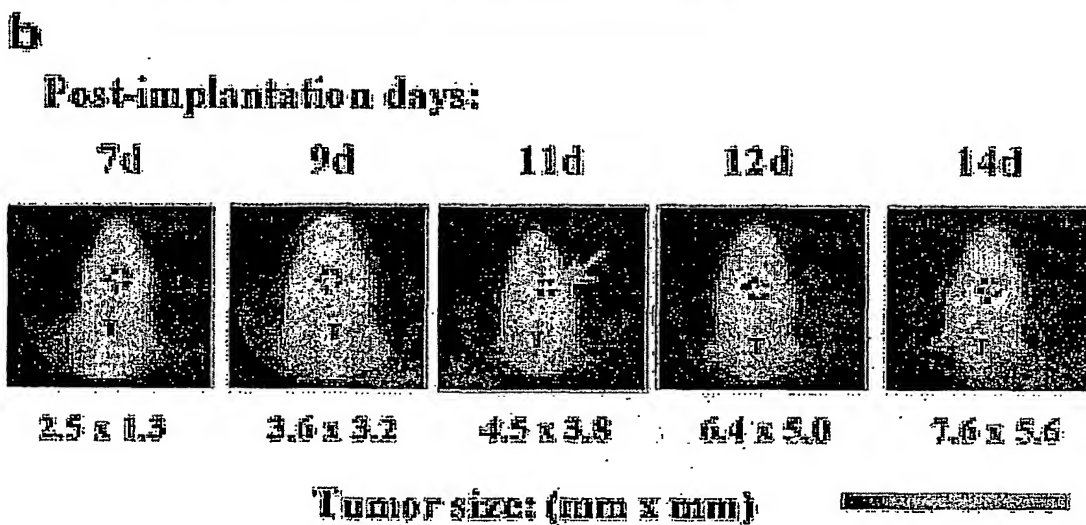 b
Post-implantation days:
7d 9d 11d 12d 14d
T T T T T
2.5 x 1.3 3.6 x 3.2 4.5 x 3.8 6.4 x 5.0 7.6 x 5.6
Tumor size: (mm x mm)